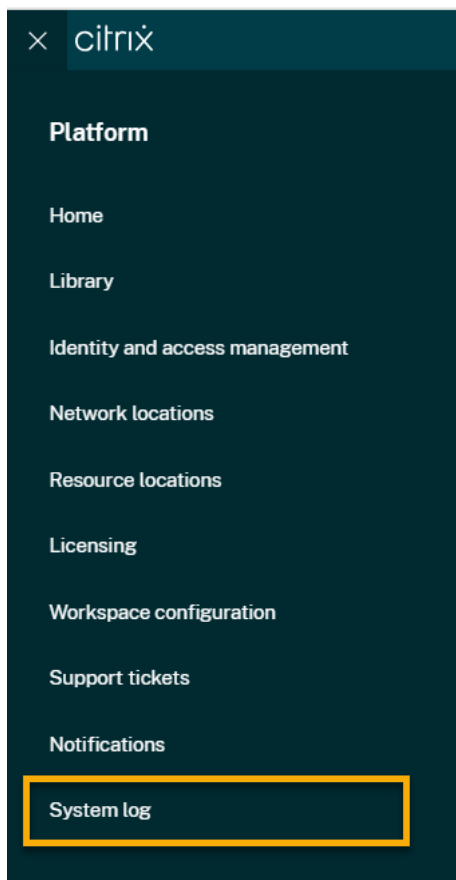 citrix
Platform
Home
Library
Identity and access management
Network locations
Resource locations
Licensing
Workspace configuration
Support tickets
Notifications
System log